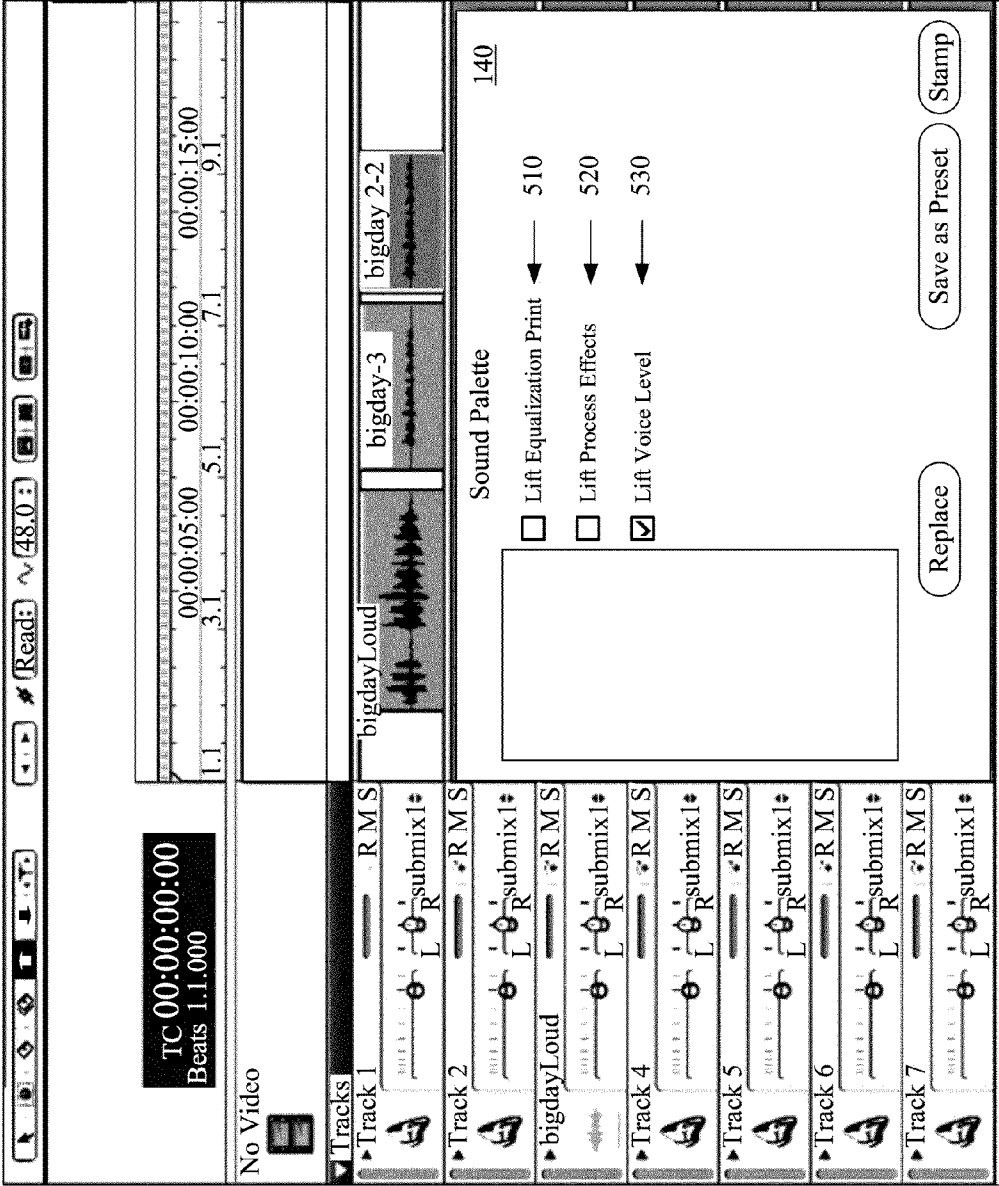 Read:
48.0
TC 00:00:00:00
Beats 1.1.000
00:00:05:00
00:00:10:00
00:00:15:00
1.1
3.1
5.1
7.1
9.1
No Video
Tracks
Track 1
R M S
L R
submix1
bigdayLoud
bigday-3
bigday 2-2
Track 2
R M S
L R
submix1
bigdayLoud
R M S
L R
submix1
Track 4
R M S
L R
submix1
Track 5
R M S
L R
submix1
Track 6
R M S
L R
submix1
Track 7
R M S
L R
submix1
Sound Palette
140
Lift Equalization Print
510
Lift Process Effects
520
Lift Voice Level
530
Replace
Save as Preset
Stamp